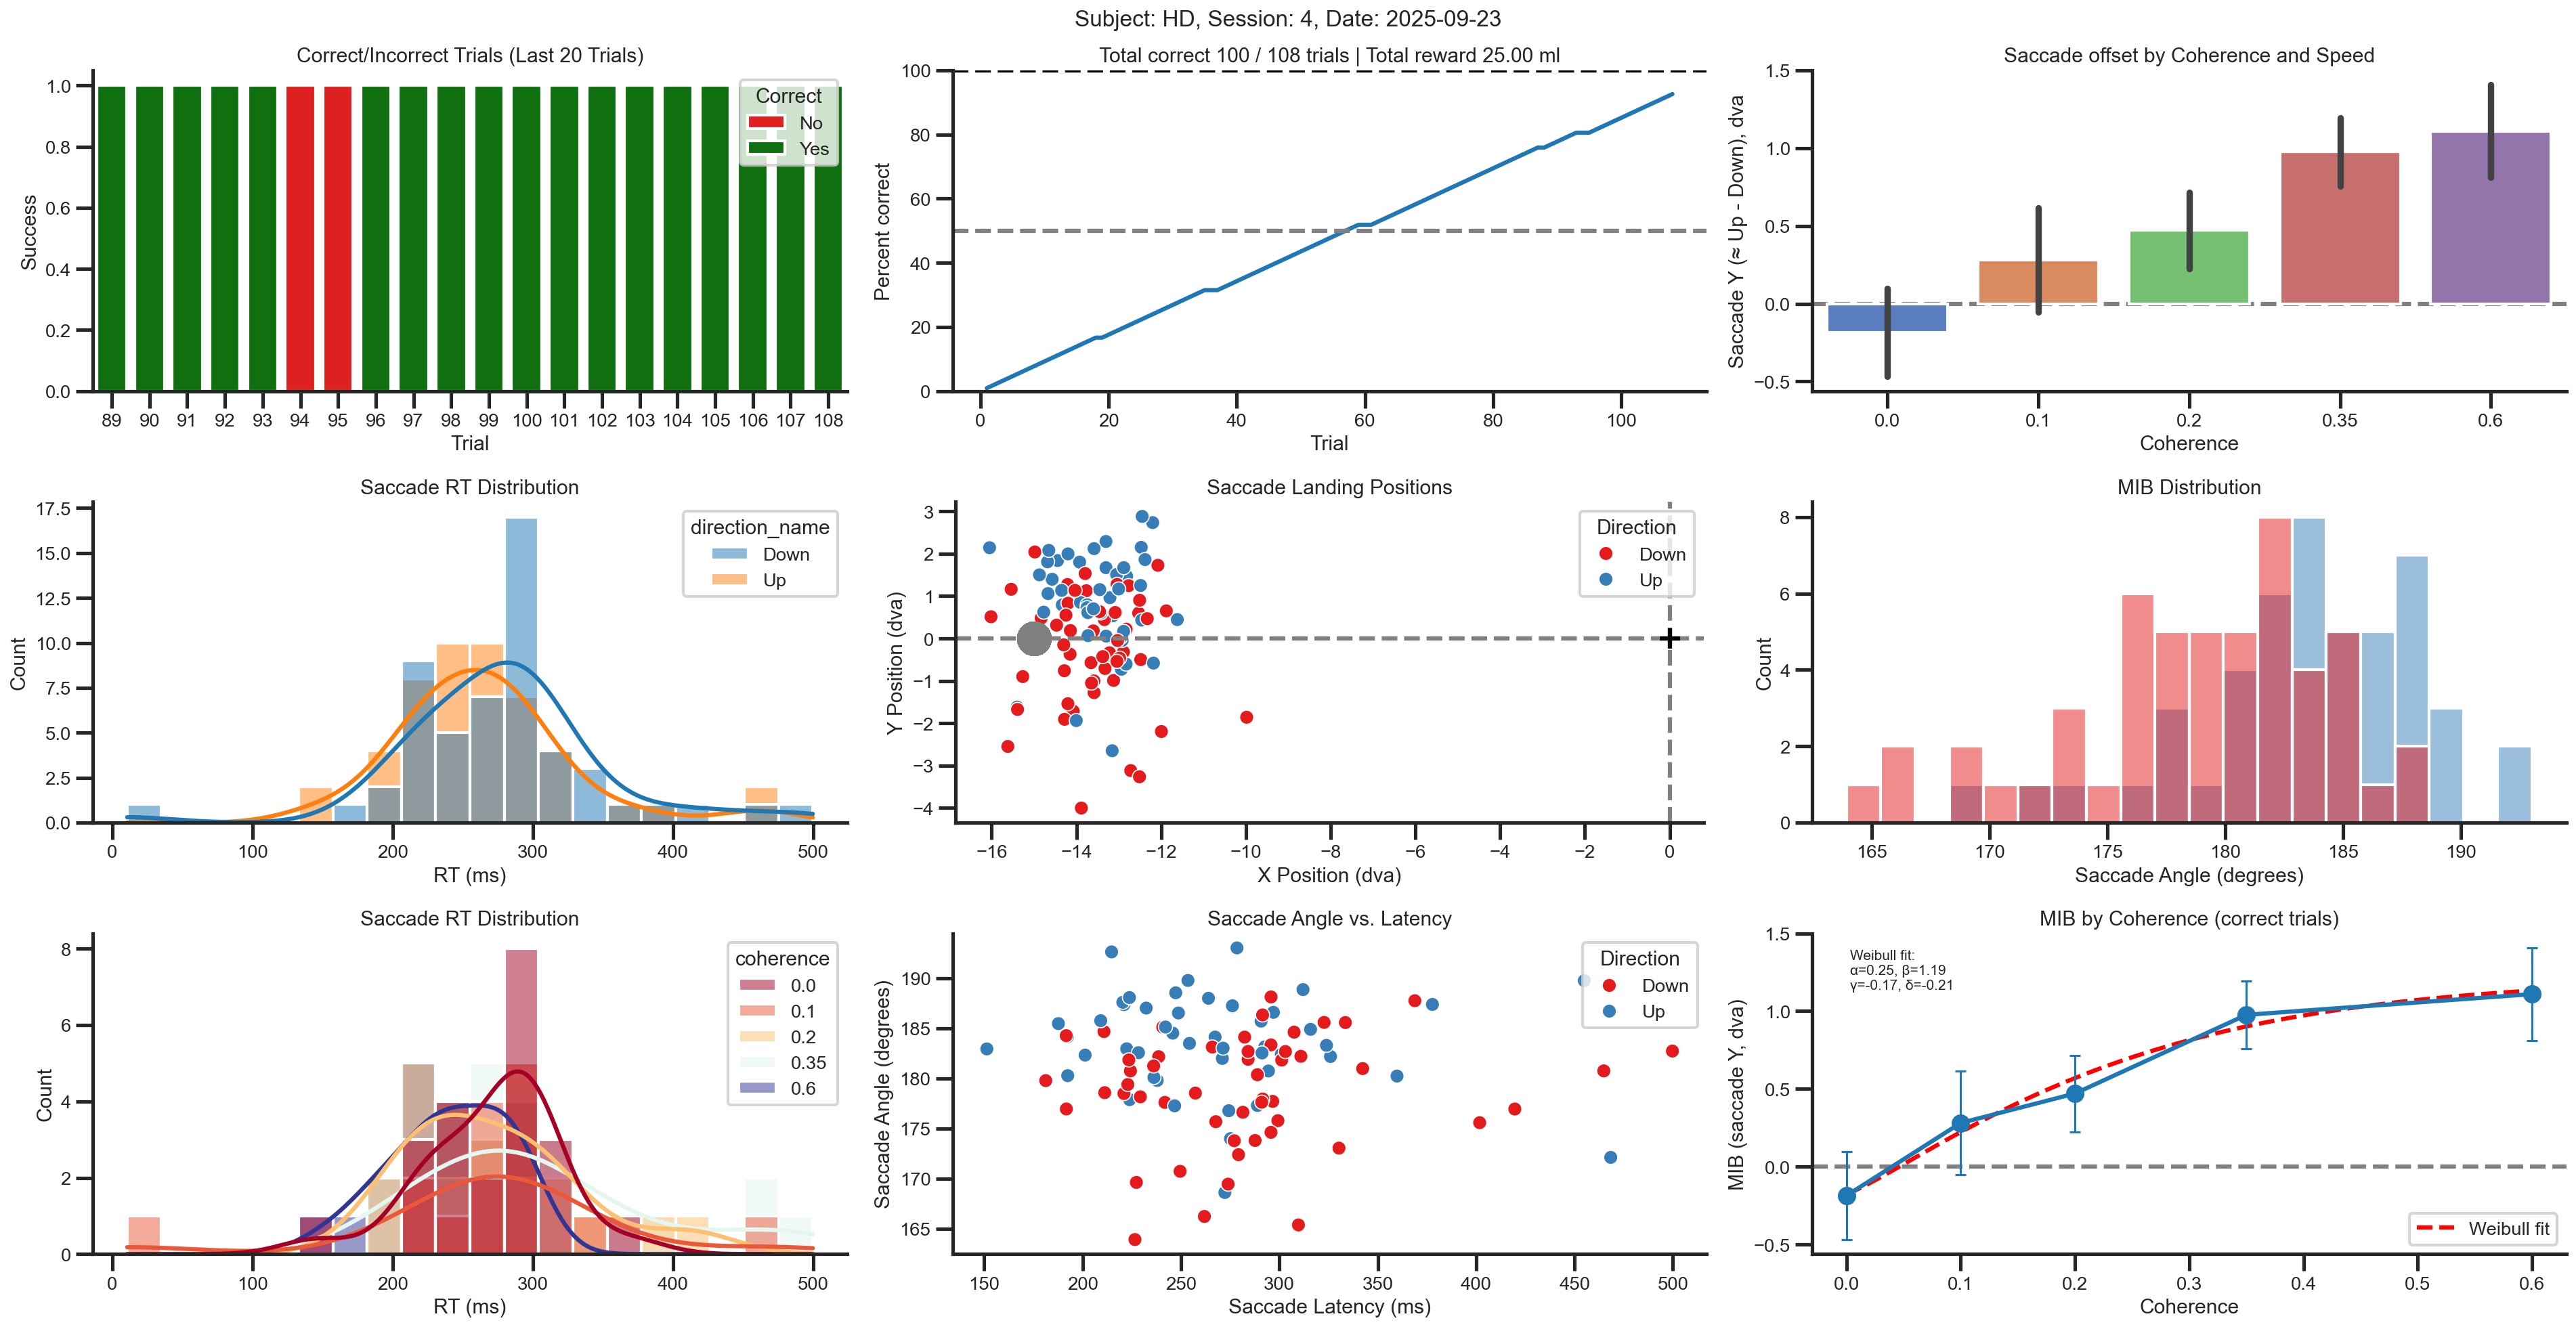 Subject: HD, Session: 4, Date: 2025-09-23
Correct/Incorrect Trials (Last 20 Trials)
Success
1.0
0.8
0.6
0.4
0.2
0.0
Correct
No
Yes
89 90 91 92 93 94 95 96 97 98 99 100 101 102 103 104 105 106 107 108
Trial
Total correct 100 / 108 trials | Total reward 25.00 ml
Percent correct
100
80
60
40
20
0
0 20 40 60 80 100
Trial
Saccade offset by Coherence and Speed
Saccade Y (≈ Up - Down), dva
1.5
1.0
0.5
0.0
−0.5
0.0 0.1 0.2 0.35 0.6
Coherence
Saccade RT Distribution
Count
17.5
15.0
12.5
10.0
7.5
5.0
2.5
0.0
direction_name
Down
Up
0 100 200 300 400 500
RT (ms)
Saccade Landing Positions
Y Position (dva)
3
2
1
0
−1
−2
−3
−4
Direction
Down
Up
−16 −14 −12 −10 −8 −6 −4 −2 0
X Position (dva)
MIB Distribution
Count
8
6
4
2
0
165 170 175 180 185 190
Saccade Angle (degrees)
Saccade RT Distribution
Count
8
6
4
2
0
coherence
0.0
0.1
0.2
0.35
0.6
0 100 200 300 400 500
RT (ms)
Saccade Angle vs. Latency
Saccade Angle (degrees)
190
185
180
175
170
165
Direction
Down
Up
150 200 250 300 350 400 450 500
Saccade Latency (ms)
MIB by Coherence (correct trials)
MIB (saccade Y, dva)
1.5
1.0
0.5
0.0
−0.5
Weibull fit:
α=0.25, β=1.19
γ=-0.17, δ=-0.21
Weibull fit
0.0 0.1 0.2 0.3 0.4 0.5 0.6
Coherence